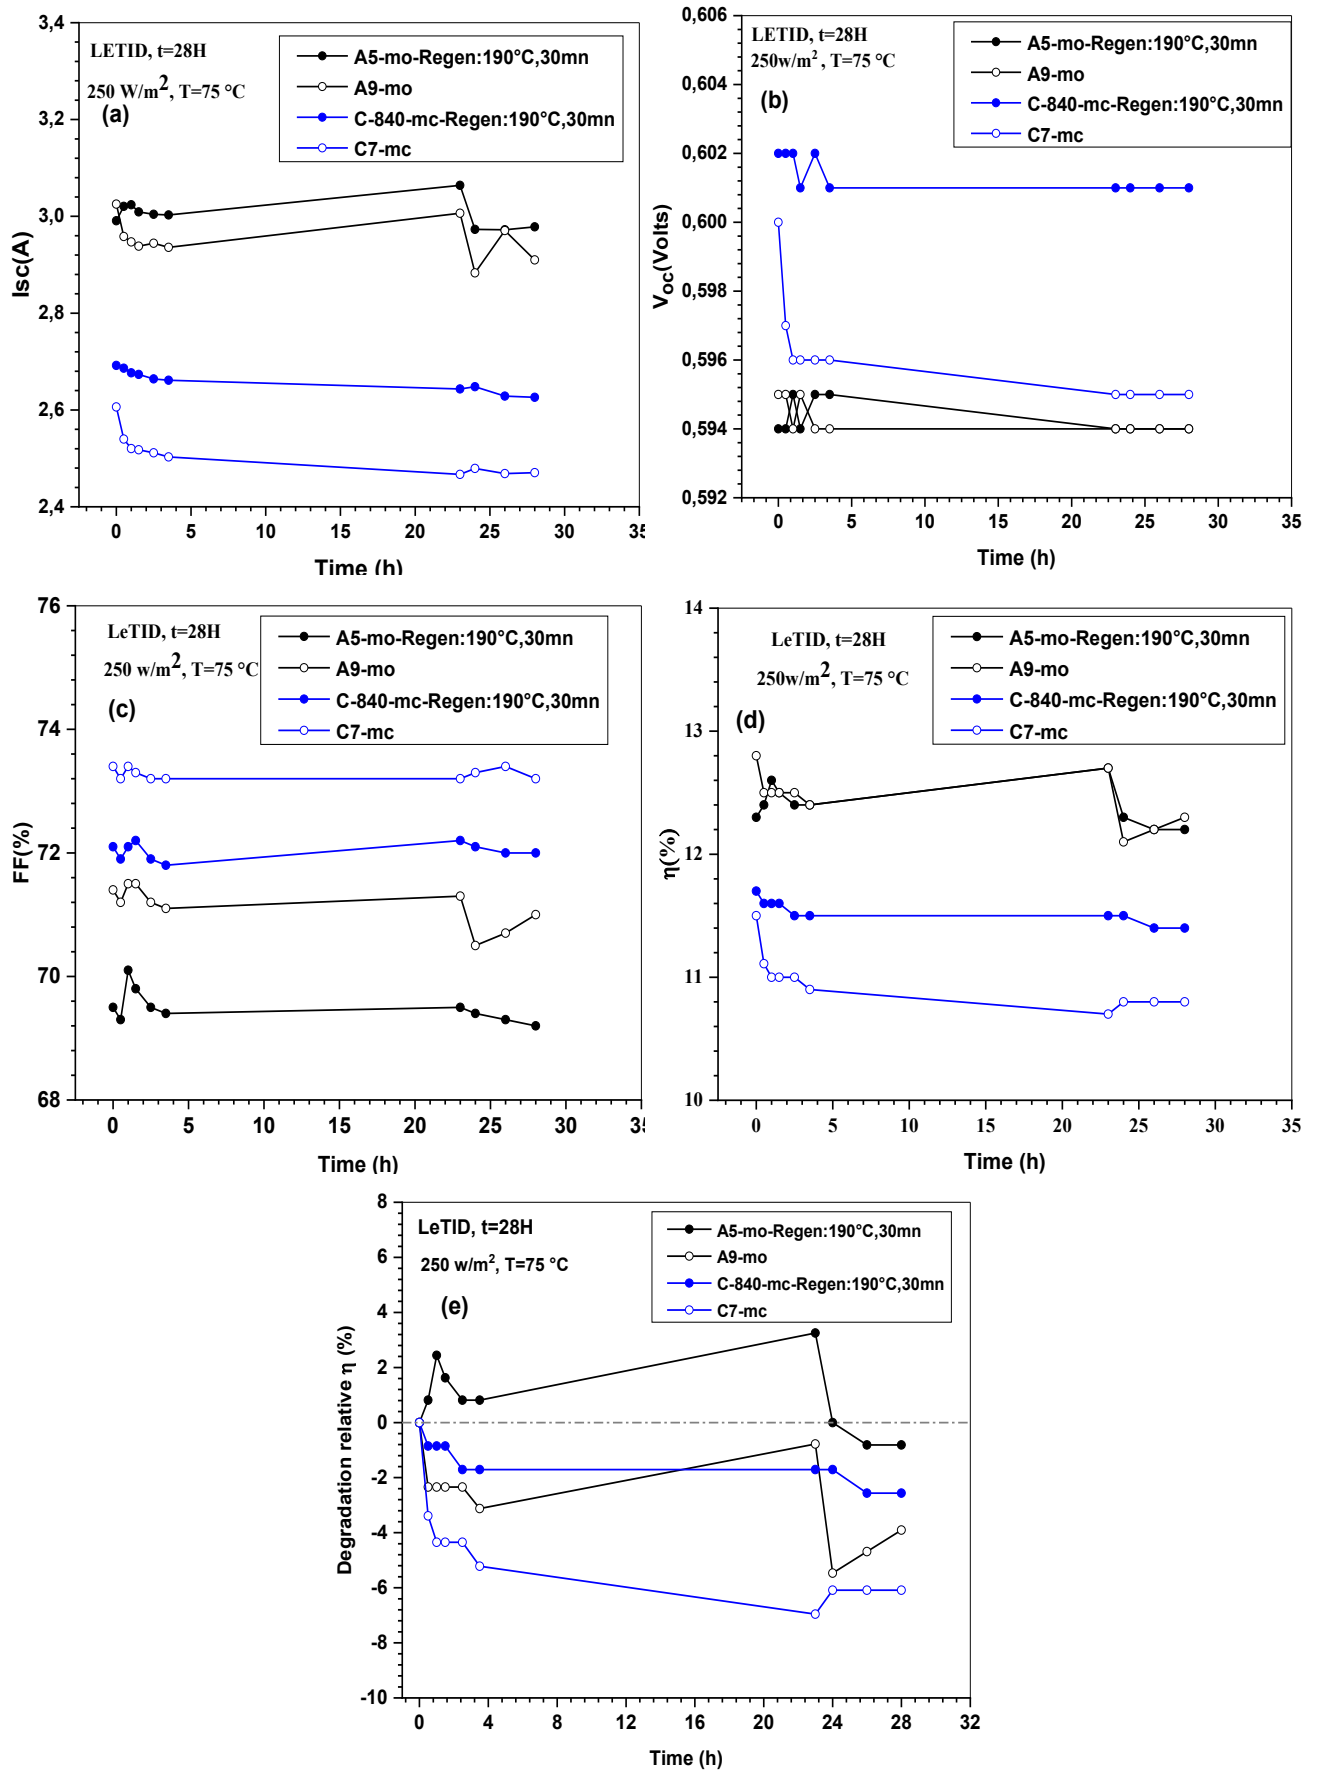 3,4
3,2
3,0
2,8
2,6
2,4
Isc(A)
LETID, t=28H
250 W/m², T=75 °C
(a)
A5-mo-Regen:190°C,30mn
A9-mo
C-840-mc-Regen:190°C,30mn
C7-mc
0 5 10 15 20 25 30 35
Time (h)
0,606
0,604
0,602
0,600
0,598
0,596
0,594
0,592
Voc(Volts)
LETID, t=28H
250w/m², T=75 °C
(b)
A5-mo-Regen:190°C,30mn
A9-mo
C-840-mc-Regen:190°C,30mn
C7-mc
0 5 10 15 20 25 30 35
Time (h)
76
74
72
70
68
FF(%)
LeTID, t=28H
250 w/m², T=75 °C
(c)
A5-mo-Regen:190°C,30mn
A9-mo
C-840-mc-Regen:190°C,30mn
C7-mc
0 5 10 15 20 25 30 35
Time (h)
14
13
12
11
10
η(%)
LeTID, t=28H
250w/m², T=75 °C
(d)
A5-mo-Regen:190°C,30mn
A9-mo
C-840-mc-Regen:190°C,30mn
C7-mc
0 5 10 15 20 25 30 35
Time (h)
8
6
4
2
0
-2
-4
-6
-8
-10
Degradation relative η (%)
LeTID, t=28H
250 w/m², T=75 °C
(e)
A5-mo-Regen:190°C,30mn
A9-mo
C-840-mc-Regen:190°C,30mn
C7-mc
0 4 8 12 16 20 24 28 32
Time (h)